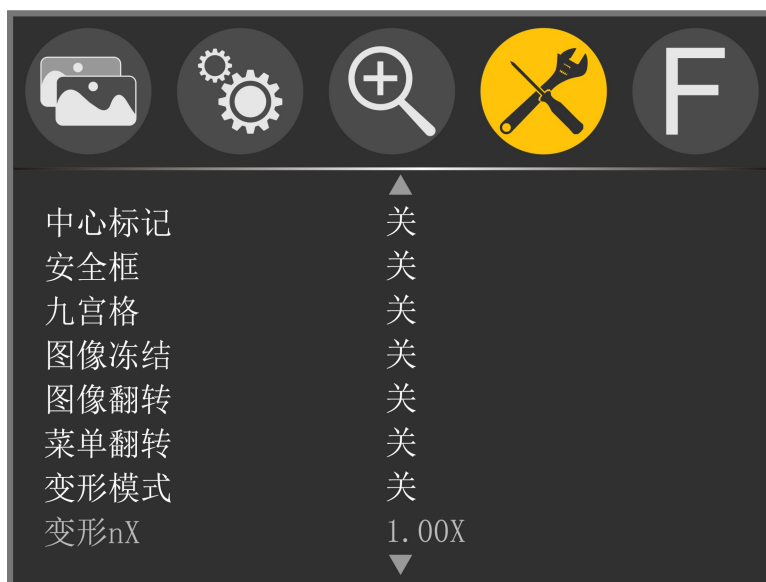 F
中心标记 关
安全框 关
九宫格 关
图像冻结 关
图像翻转 关
菜单翻转 关
变形模式 关
变形nX 1.00X